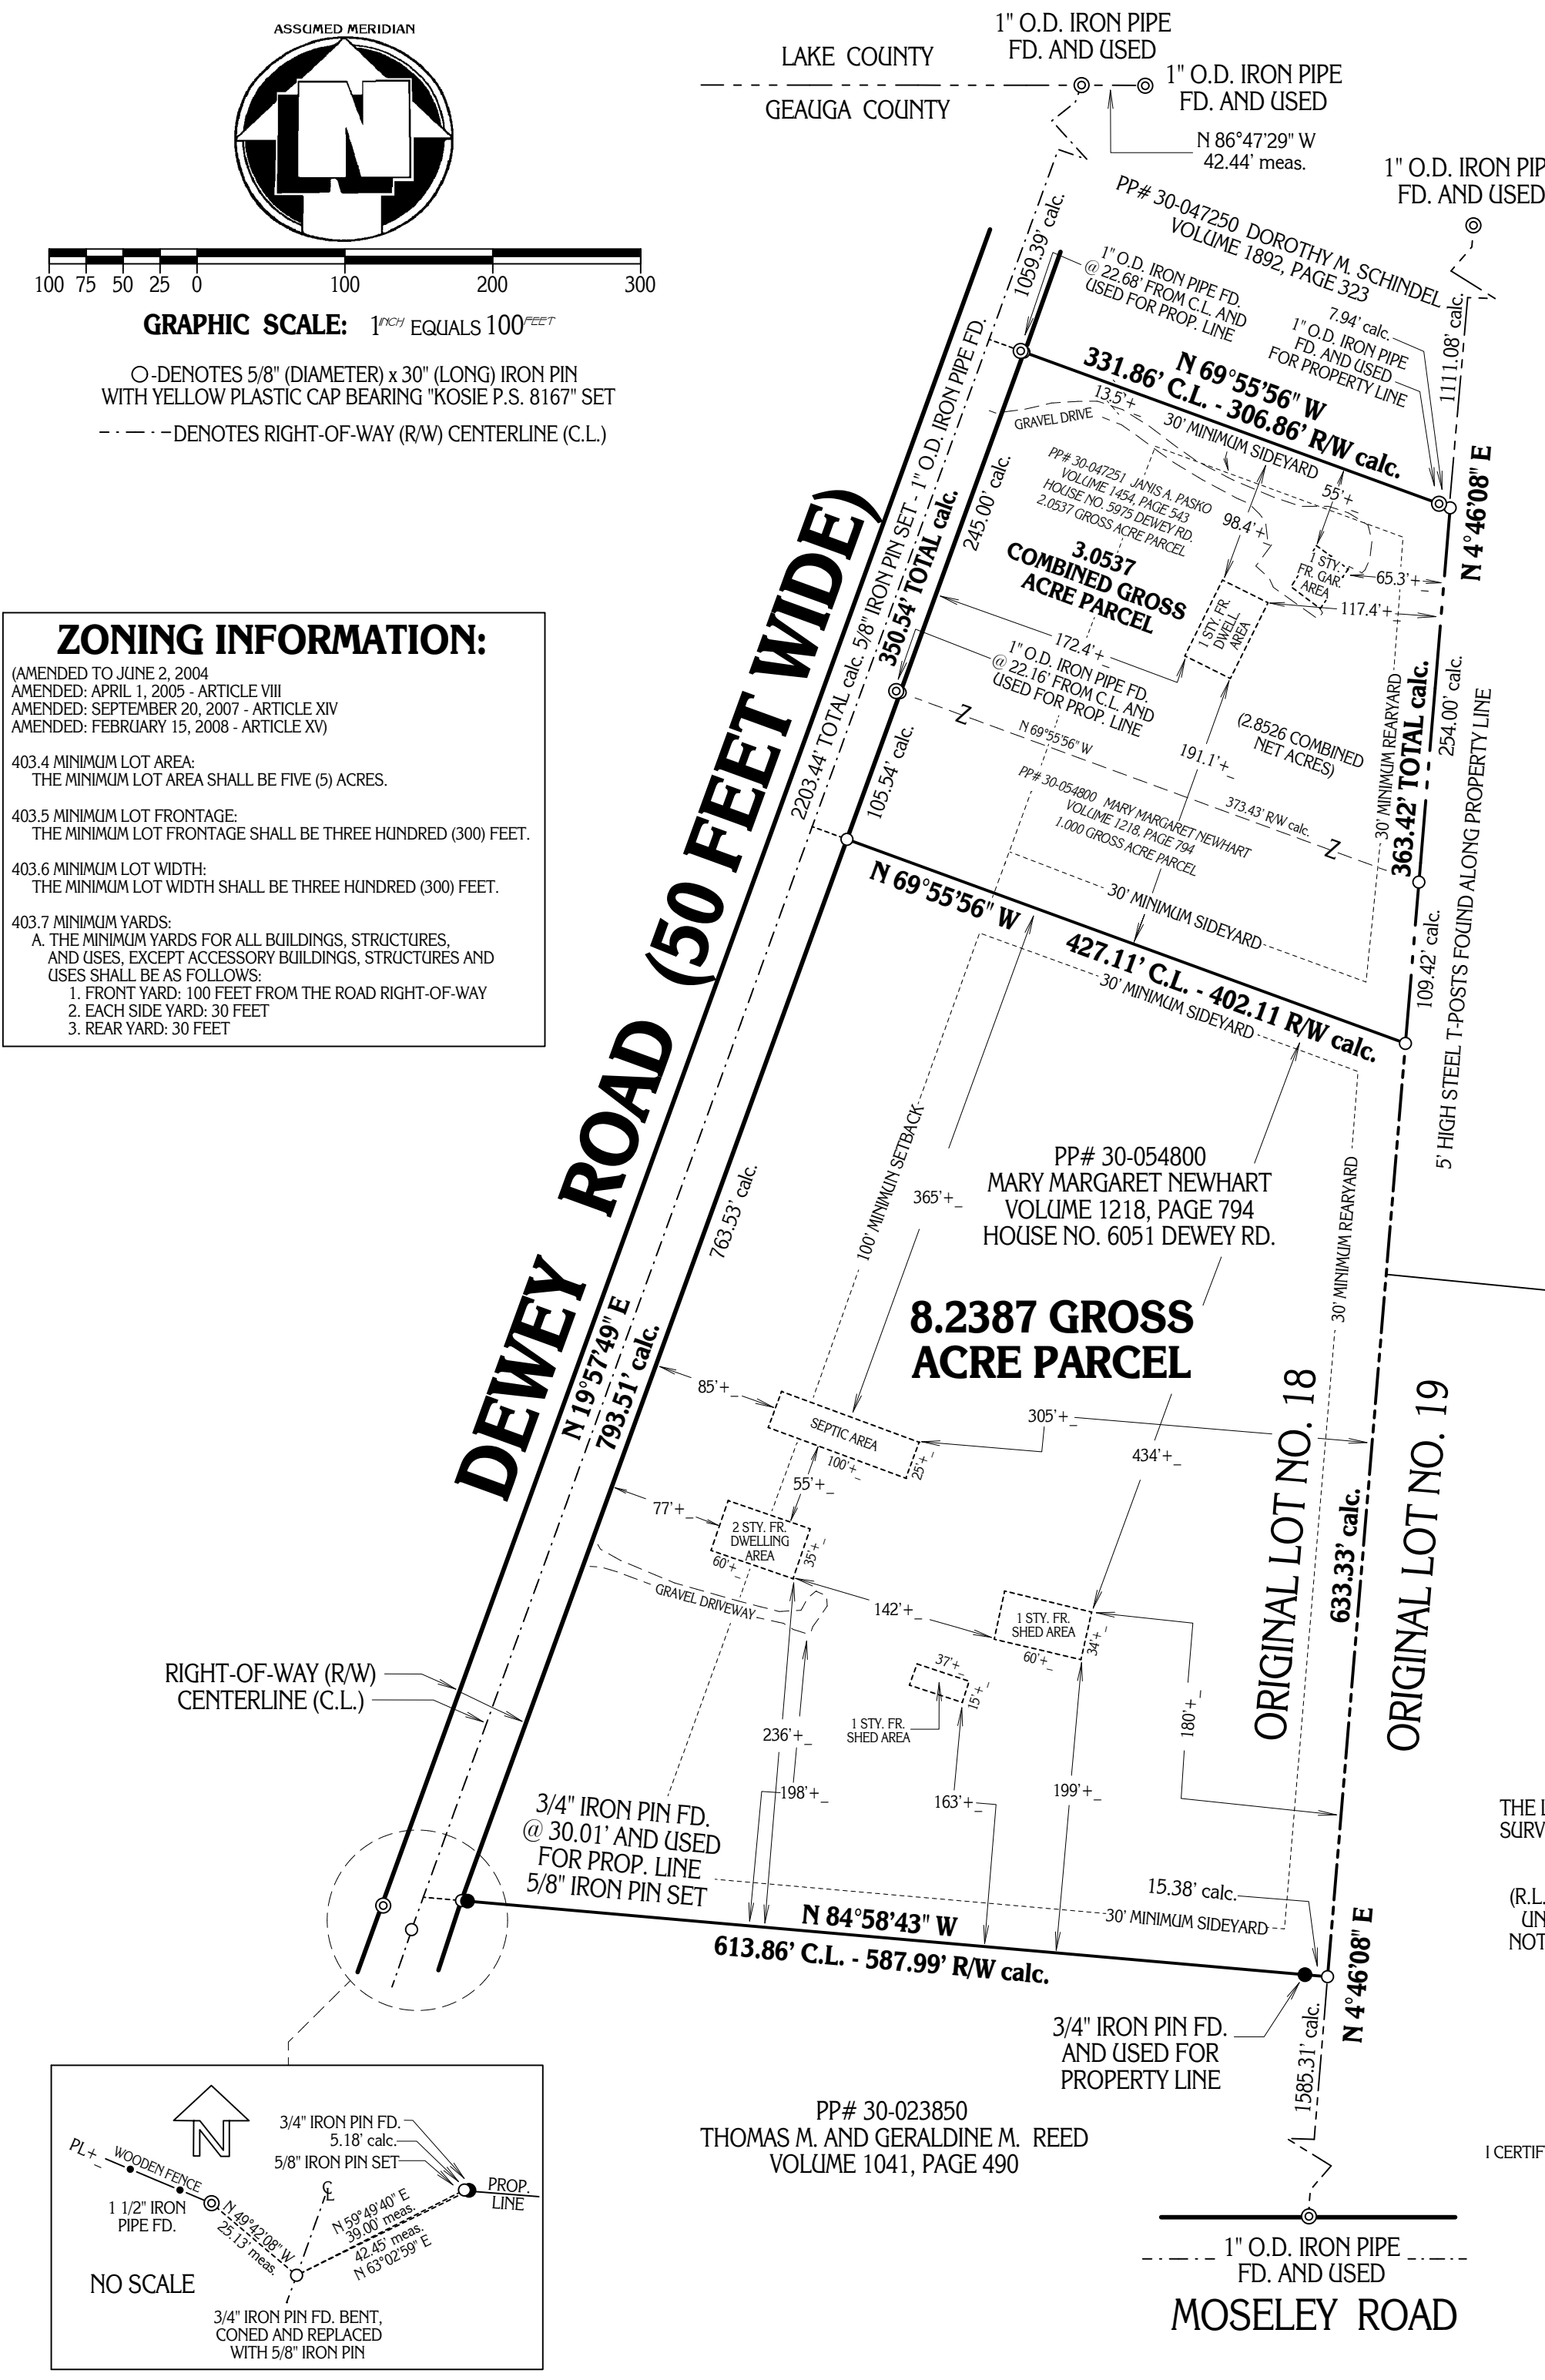 ASSUMED MERIDIAN
N
100 75 50 25 0 100 200 300
GRAPHIC SCALE: 1INCH EQUALS 100FEET
O-DENOTES 5/8" (DIAMETER) x 30" (LONG) IRON PIN
WITH YELLOW PLASTIC CAP BEARING "KOSIE P.S. 8167" SET
DENOTES RIGHT-OF-WAY (R/W) CENTERLINE (C.L.)
LAKE COUNTY
GEAUGA COUNTY
1" O.D. IRON PIPE
FD. AND USED
1" O.D. IRON PIPE
FD. AND USED
N 86°47'29" W
42.44' meas.
1" O.D. IRON PIP
FD. AND USED
PP# 30-047250 DOROTHY M. SCHINDEL
VOLUME 1892, PAGE 323
1059.39' calc.
1" O.D. IRON PIPE FD.
@ 22.68' FROM C.L. AND
USED FOR PROP. LINE
7.94' calc.
1" O.D. IRON PIPE
FD. AND USED
FOR PROPERTY LINE
1111.08' calc.
N 69°55'56" W
331.86' C.L. - 306.86' R/W calc.
13.5'+_
GRAVEL DRIVE
30' MINIMUM SIDEYARD
55'+_
N 4°46'08" E
PP# 30-047251 JANIS A. PASKO
VOLUME 1454, PAGE 543
HOUSE NO. 5975 DEWEY RD.
2.0537 GROSS ACRE PARCEL
98.4'+_
3.0537
COMBINED GROSS
ACRE PARCEL
1 STY.
FR. GAR.
AREA
65.3'+_
117.4'+_
1 STY. FR.
DWELL.
AREA
245.00' calc.
350.54' TOTAL calc.
172.4'+_
1" O.D. IRON PIPE FD.
@ 22.16' FROM C.L. AND
USED FOR PROP. LINE
2203.44' TOTAL calc. 5/8" IRON PIN SET - 1" O.D. IRON PIPE FD.
(2.8526 COMBINED
NET ACRES)
191.1'+_
30' MINIMUM REARYARD
363.42' TOTAL calc.
254.00' calc.
5' HIGH STEEL T-POSTS FOUND ALONG PROPERTY LINE
Z
N 69°55'56" W
373.43' R/W calc.
Z
PP# 30-054800 MARY MARGARET NEWHART
VOLUME 1218, PAGE 794
1.000 GROSS ACRE PARCEL
105.54' calc.
30' MINIMUM SIDEYARD
109.42' calc.
N 69°55'56" W
427.11' C.L. - 402.11 R/W calc.
30' MINIMUM SIDEYARD
ZONING INFORMATION:
(AMENDED TO JUNE 2, 2004
AMENDED: APRIL 1, 2005 - ARTICLE VIII
AMENDED: SEPTEMBER 20, 2007 - ARTICLE XIV
AMENDED: FEBRUARY 15, 2008 - ARTICLE XV)
403.4 MINIMUM LOT AREA:
THE MINIMUM LOT AREA SHALL BE FIVE (5) ACRES.
403.5 MINIMUM LOT FRONTAGE:
THE MINIMUM LOT FRONTAGE SHALL BE THREE HUNDRED (300) FEET.
403.6 MINIMUM LOT WIDTH:
THE MINIMUM LOT WIDTH SHALL BE THREE HUNDRED (300) FEET.
403.7 MINIMUM YARDS:
A. THE MINIMUM YARDS FOR ALL BUILDINGS, STRUCTURES,
AND USES, EXCEPT ACCESSORY BUILDINGS, STRUCTURES AND
USES SHALL BE AS FOLLOWS:
1. FRONT YARD: 100 FEET FROM THE ROAD RIGHT-OF-WAY
2. EACH SIDE YARD: 30 FEET
3. REAR YARD: 30 FEET
DEWEY ROAD (50 FEET WIDE)
763.53' calc.
100' MINIMUN SETBACK
365'+_
PP# 30-054800
MARY MARGARET NEWHART
VOLUME 1218, PAGE 794
HOUSE NO. 6051 DEWEY RD.
30' MINIMUM REARYARD
8.2387 GROSS
ACRE PARCEL
N 19°57'49" E
793.51' calc.
85'+_
SEPTIC AREA
100'+_
25'+_
305'+_
434'+_
55'+_
77'+_
2 STY. FR.
DWELLING
AREA
60'+_
35'+_
GRAVEL DRIVEWAY
142'+_
1 STY. FR.
SHED AREA
60'+_
34'+_
37'+_
15'+_
1 STY. FR.
SHED AREA
180'+_
ORIGINAL LOT NO. 18
633.33' calc.
ORIGINAL LOT NO. 19
RIGHT-OF-WAY (R/W)
CENTERLINE (C.L.)
236'+_
198'+_
163'+_
199'+_
3/4" IRON PIN FD.
@ 30.01' AND USED
FOR PROP. LINE
5/8" IRON PIN SET
15.38' calc.
30' MINIMUM SIDEYARD
N 84°58'43" W
613.86' C.L. - 587.99' R/W calc.
N 4°46'08" E
THE L
SURV
(R.L.
UN
NOT
3/4" IRON PIN FD.
AND USED FOR
PROPERTY LINE
1585.31' calc.
PP# 30-023850
THOMAS M. AND GERALDINE M. REED
VOLUME 1041, PAGE 490
I CERTIF
N
PL+_
WOODEN FENCE
1 1/2" IRON
PIPE FD.
3/4" IRON PIN FD.
5.18' calc.
5/8" IRON PIN SET
PROP.
LINE
CL
N 49°42'08" W
25.13' meas.
N 59°49'40" E
39.00' meas.
42.45' meas.
N 63°02'59" E
NO SCALE
3/4" IRON PIN FD. BENT,
CONED AND REPLACED
WITH 5/8" IRON PIN
1" O.D. IRON PIPE
FD. AND USED
MOSELEY ROAD